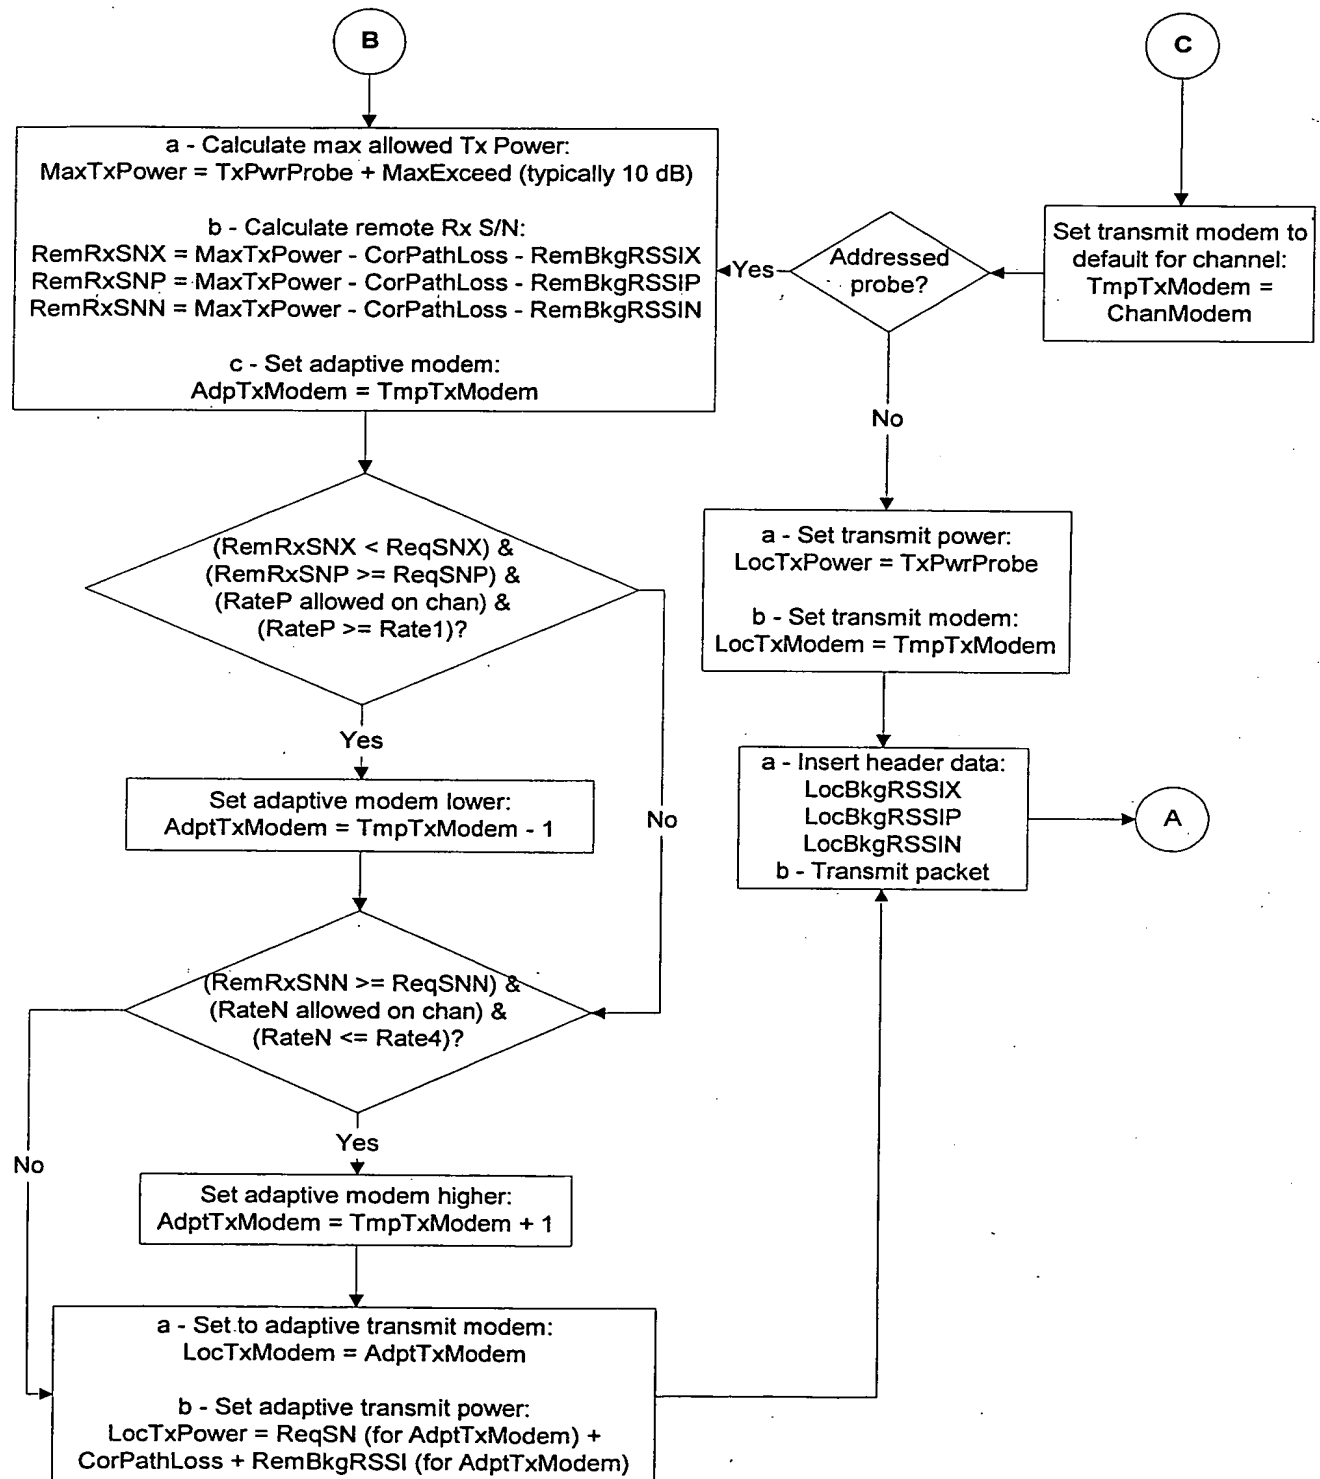 B
C
a - Calculate max allowed Tx Power:
MaxTxPower = TxPwrProbe + MaxExceed (typically 10 dB)
b - Calculate remote Rx S/N:
RemRxSNX = MaxTxPower - CorPathLoss - RemBkgRSSIX
RemRxSNP = MaxTxPower - CorPathLoss - RemBkgRSSIP
RemRxSNN = MaxTxPower - CorPathLoss - RemBkgRSSIN
c - Set adaptive modem:
AdpTxModem = TmpTxModem
Yes
Addressed
probe?
Set transmit modem to
default for channel:
TmpTxModem =
ChanModem
No
(RemRxSNX < ReqSNX) &
(RemRxSNP >= ReqSNP) &
(RateP allowed on chan) &
(RateP >= Rate1)?
a - Set transmit power:
LocTxPower = TxPwrProbe
b - Set transmit modem:
LocTxModem = TmpTxModem
Yes
No
Set adaptive modem lower:
AdptTxModem = TmpTxModem - 1
a - Insert header data:
LocBkgRSSIX
LocBkgRSSIP
LocBkgRSSIN
b - Transmit packet
A
(RemRxSNN >= ReqSNN) &
(RateN allowed on chan) &
(RateN <= Rate4)?
Yes
No
Set adaptive modem higher:
AdptTxModem = TmpTxModem + 1
a - Set to adaptive transmit modem:
LocTxModem = AdptTxModem
b - Set adaptive transmit power:
LocTxPower = ReqSN (for AdptTxModem) +
CorPathLoss + RemBkgRSSI (for AdptTxModem)